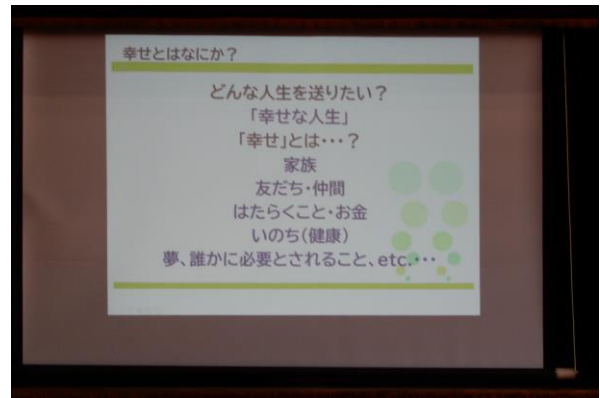 幸せとはなにか？
どんな人生を送りたい？
「幸せな人生」
「幸せ」とは・・・？
家族
友だち・仲間
はたらくこと・お金
いのち（健康）
夢、誰かに必要とされること、etc.・・・